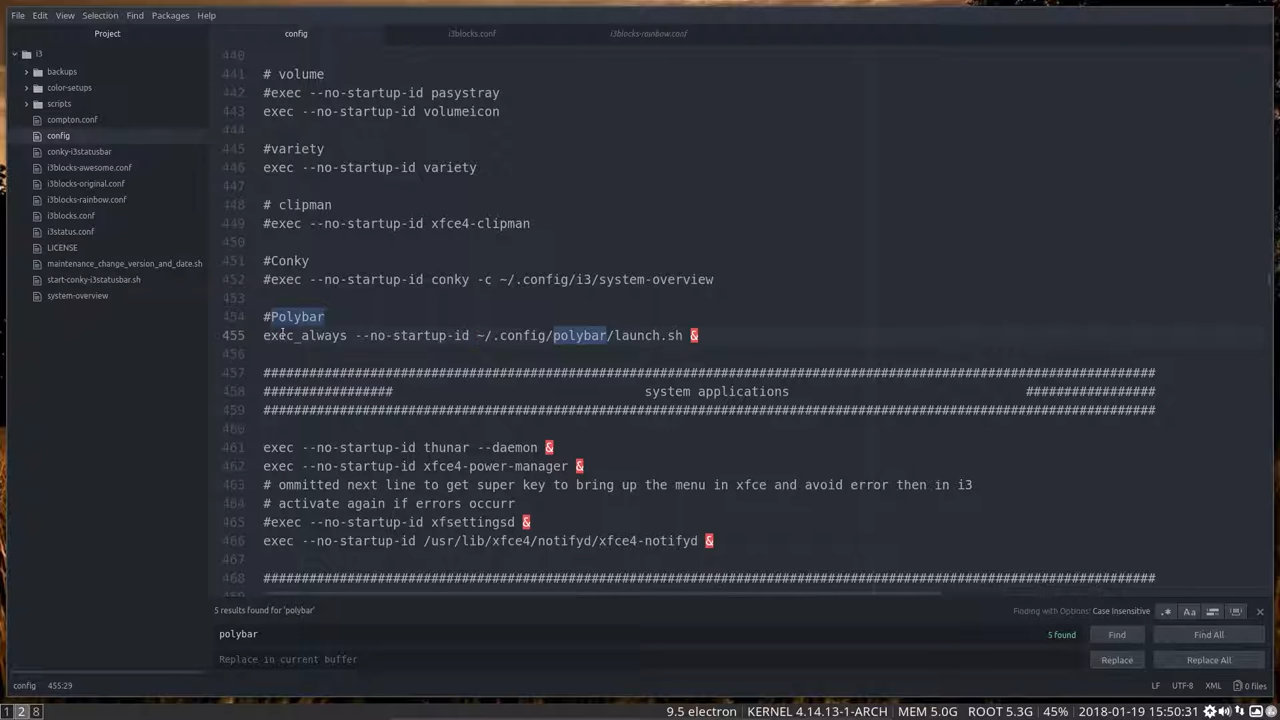 File Edit View Selection Find Packages Help
Project
i3
backups
color-setups
scripts
compton.conf
config
conky-i3statusbar
i3blocks-awesome.conf
i3blocks-original.conf
i3blocks-rainbow.conf
i3blocks.conf
i3status.conf
LICENSE
maintenance_change_version_and_date.sh
start-conky-i3statusbar.sh
system-overview
config i3blocks.conf i3blocks-rainbow.conf
440
441 # volume
442 #exec --no-startup-id pasystray
443 exec --no-startup-id volumeicon
444
445 #variety
446 exec --no-startup-id variety
447
448 # clipman
449 #exec --no-startup-id xfce4-clipman
450
451 #Conky
452 #exec --no-startup-id conky -c ~/.config/i3/system-overview
453
454 #Polybar
455 exec_always --no-startup-id ~/.config/polybar/launch.sh &
456
457 #####################################################################################################################
458 ################# system applications #################
459 #####################################################################################################################
460
461 exec --no-startup-id thunar --daemon &
462 exec --no-startup-id xfce4-power-manager &
463 # ommitted next line to get super key to bring up the menu in xfce and avoid error then in i3
464 # activate again if errors occurr
465 #exec --no-startup-id xfsettingsd &
466 exec --no-startup-id /usr/lib/xfce4/notifyd/xfce4-notifyd &
467
468 #####################################################################################################################
5 results found for 'polybar' Finding with Options: Case Insensitive .* Aa
polybar 5 found Find Find All
Replace in current buffer Replace Replace All
config 455:29 LF UTF-8 XML 0 files
1 2 8 9.5 electron KERNEL 4.14.13-1-ARCH MEM 5.0G ROOT 5.3G 45% 2018-01-19 15:50:31